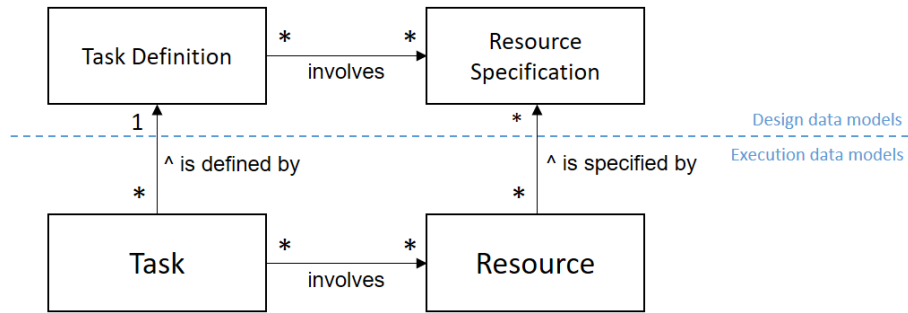 Task Definition
* *
involves
Resource
Specification
1
*
Design data models
Execution data models
^ is defined by
^ is specified by
*
*
Task
* *
involves
Resource